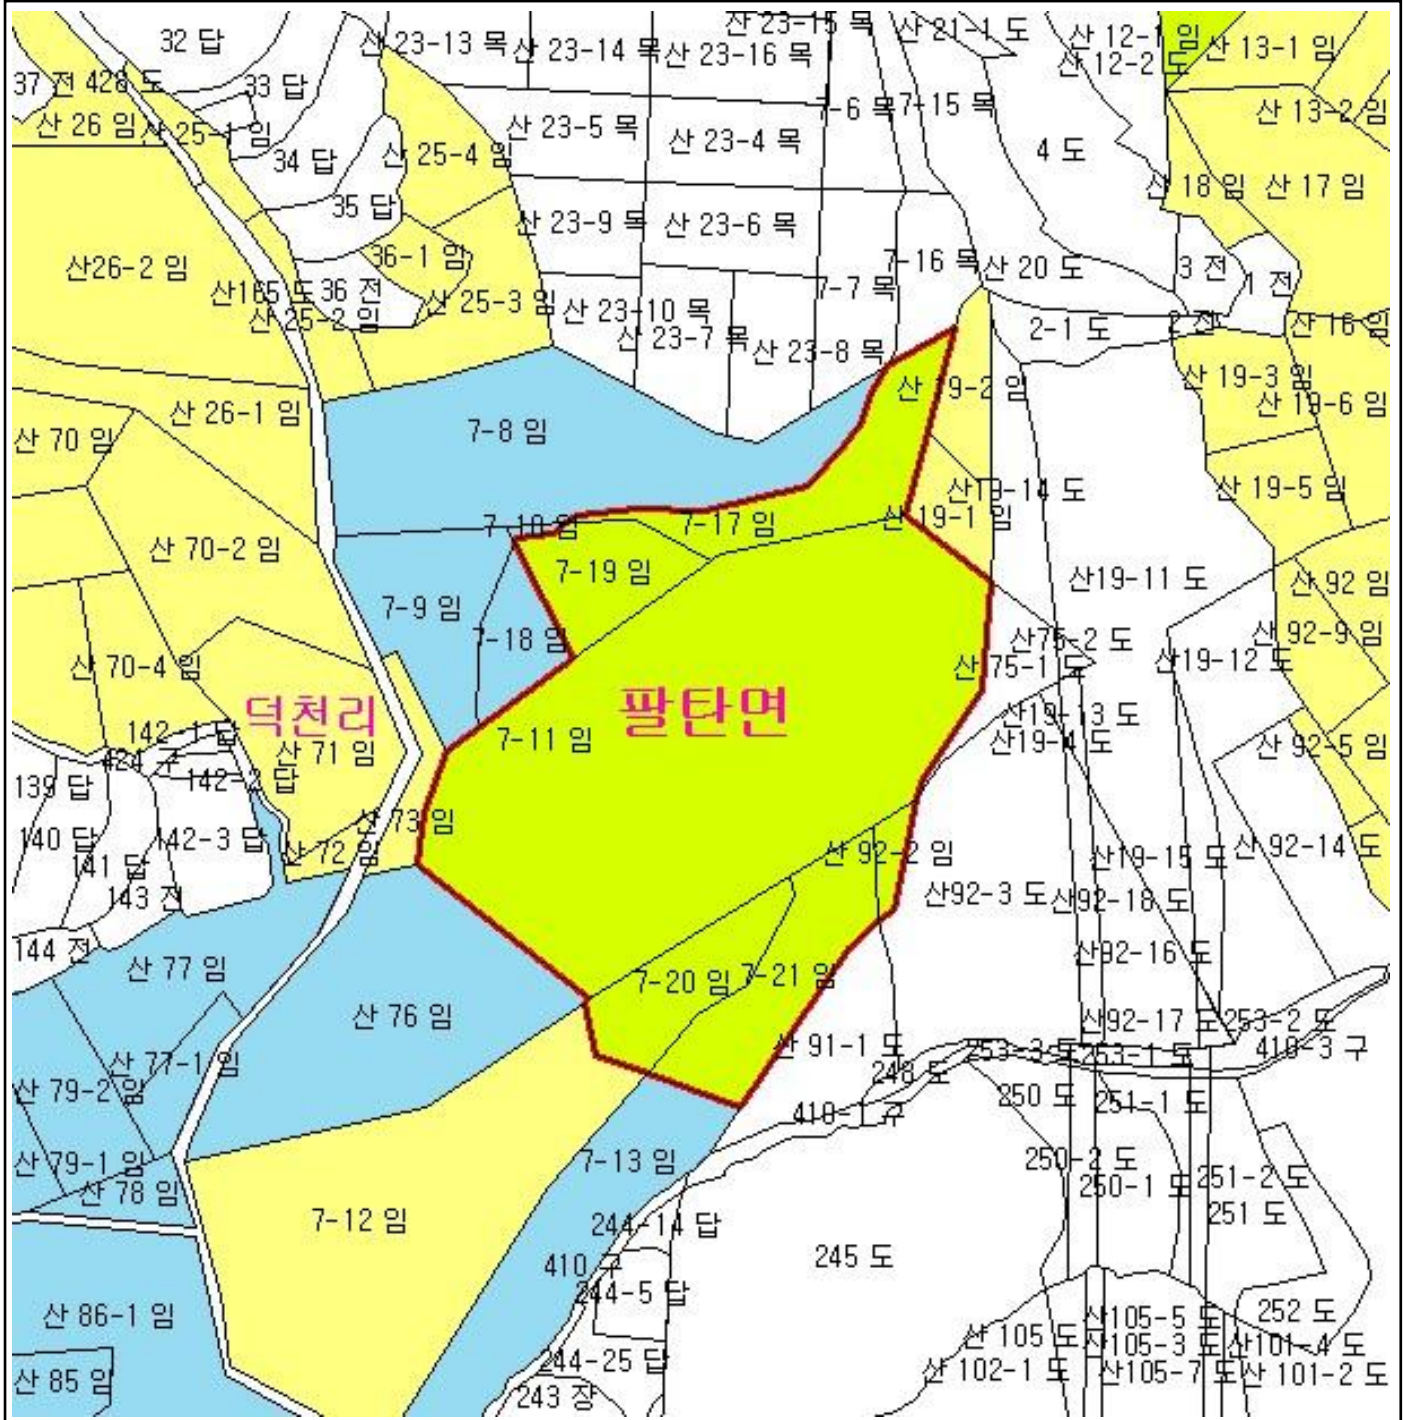 32 답
산 23-13 목
산 23-14 목
산 23-15 목
산 23-16 목
산 21-1 도
산 12-1 임
산 12-2 도
산 13-1 임
37 전
428 도
33 답
7-6 목
7-15 목
산 13-2 임
산 26 임
산 25-1 임
34 답
산 25-4 임
산 23-5 목
산 23-4 목
4 도
산 18 임
산 17 임
35 답
산 23-9 목
산 23-6 목
산26-2 임
36-1 임
7-16 목
산 20 도
3 전
1 전
산165 도
36 전
산 25-3 임
산 25-2 임
7-7 목
산 23-10 목
산 23-7 목
산 23-8 목
2-1 도
2 전
산 16 임
산 19-2 임
산 19-3 임
산 19-6 임
산 26-1 임
산 70 임
7-8 임
산19-14 도
산 19-5 임
7-10 임
7-17 임
산 19-1 임
산 70-2 임
7-19 임
산19-11 도
산 92 임
7-9 임
7-18 임
산75-2 도
산 92-9 임
산 70-4 임
산 75-1 도
산19-12 도
덕천리
팔탄면
142-1 답
7-11 임
산19-13 도
산19-4 도
산 92-5 임
424 구
산 71 임
142-2 답
139 답
산 73 임
140 답
142-3 답
산 72 임
산 92-2 임
산19-15 도
산 92-14 도
141 답
143 전
산92-3 도
산92-18 도
144 전
산 77 임
7-20 임
7-21 임
산92-16 도
산 76 임
산92-17 도
253-2 도
산 77-1 임
산 91-1 도
253-3 도
253-1 도
410-3 구
산 79-2 임
248 도
250 도
251-1 도
410-1 구
산 79-1 임
7-13 임
250-2 도
251-2 도
산 78 임
250-1 도
7-12 임
244-14 답
251 도
410 구
245 도
244-5 답
산 86-1 임
산105-5 도
252 도
산 105 도
산105-3 도
산101-4 도
244-25 답
산 85 임
산 102-1 도
산105-7 도
산 101-2 도
243 장